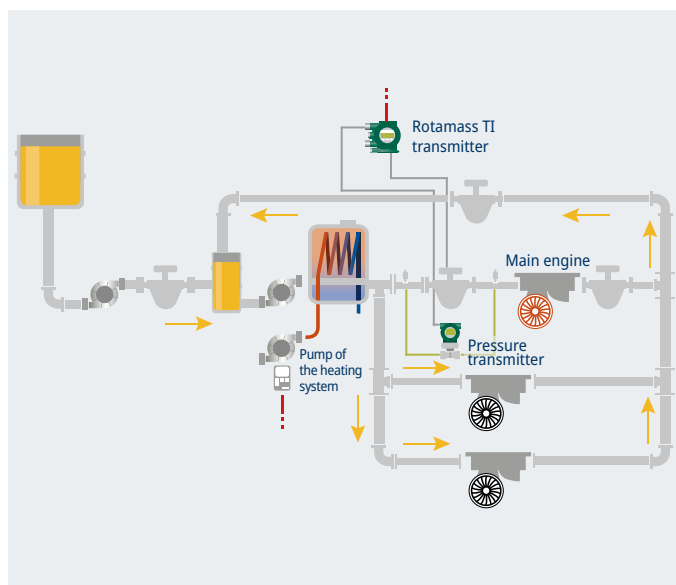 Rotamass TI
transmitter
Main engine
Pressure
transmitter
Pump of
the heating
system